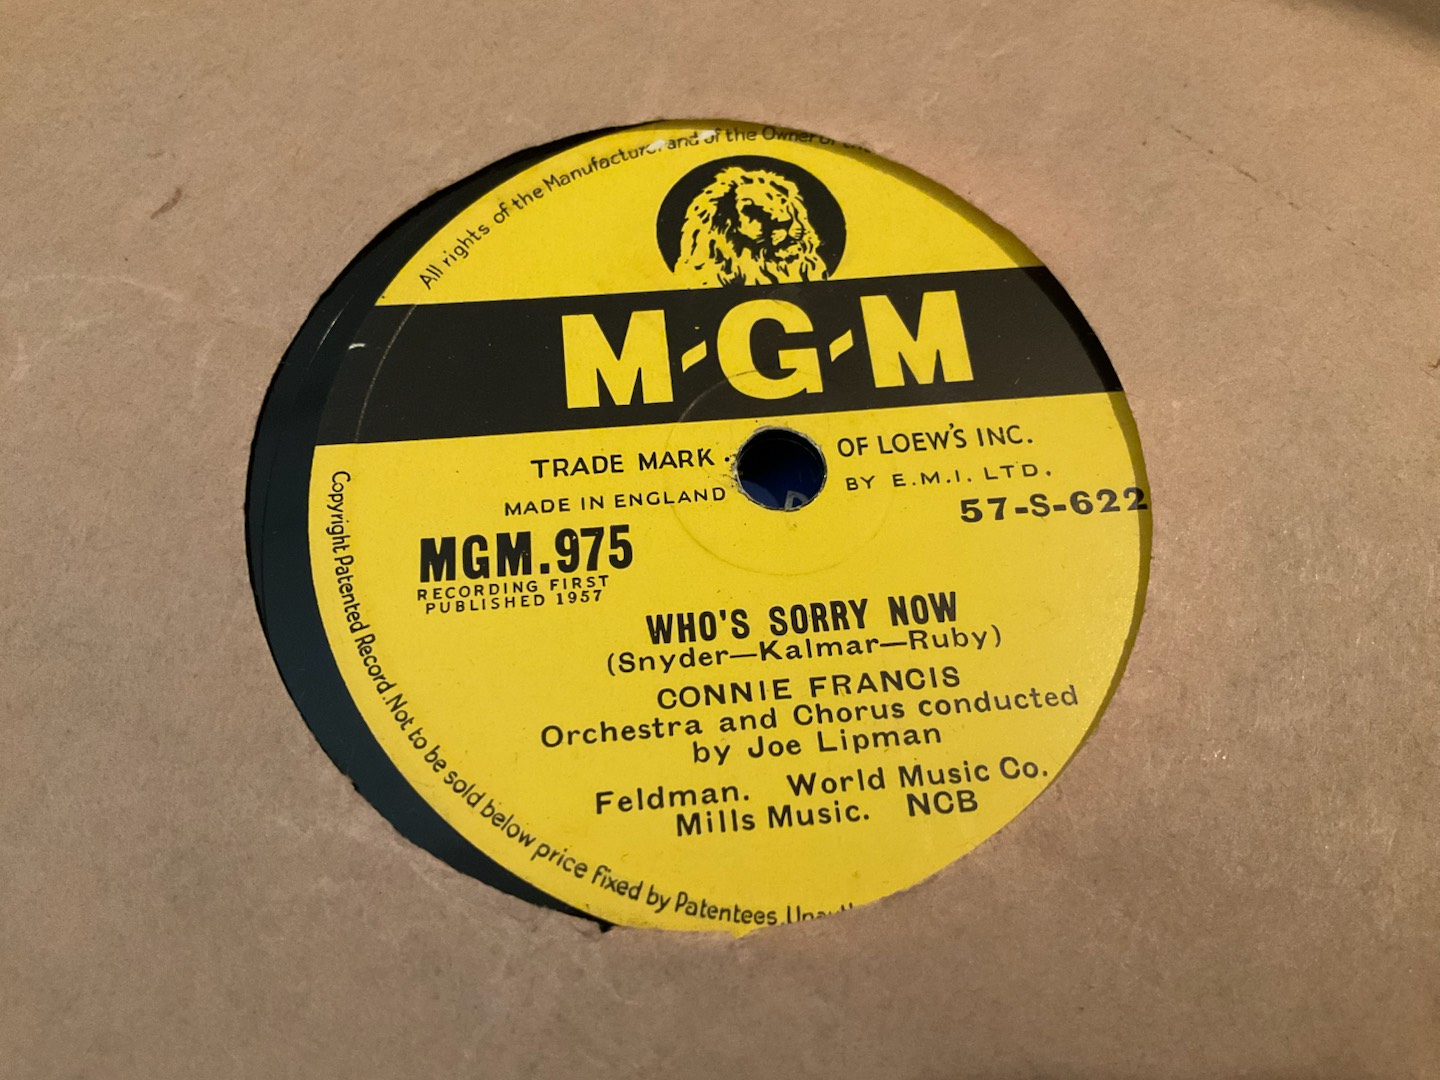 All rights of the Manufacturer and of the Owner of
M-G-M
TRADE MARK . OF LOEW'S INC.
MADE IN ENGLAND BY E.M.I. LTD.
57-S-622
MGM.975
RECORDING FIRST
PUBLISHED 1957
WHO'S SORRY NOW
(Snyder—Kalmar—Ruby)
CONNIE FRANCIS
Orchestra and Chorus conducted
by Joe Lipman
Feldman. World Music Co.
Mills Music. NCB
Copyright Patented Record. Not to be sold below price fixed by Patentees.